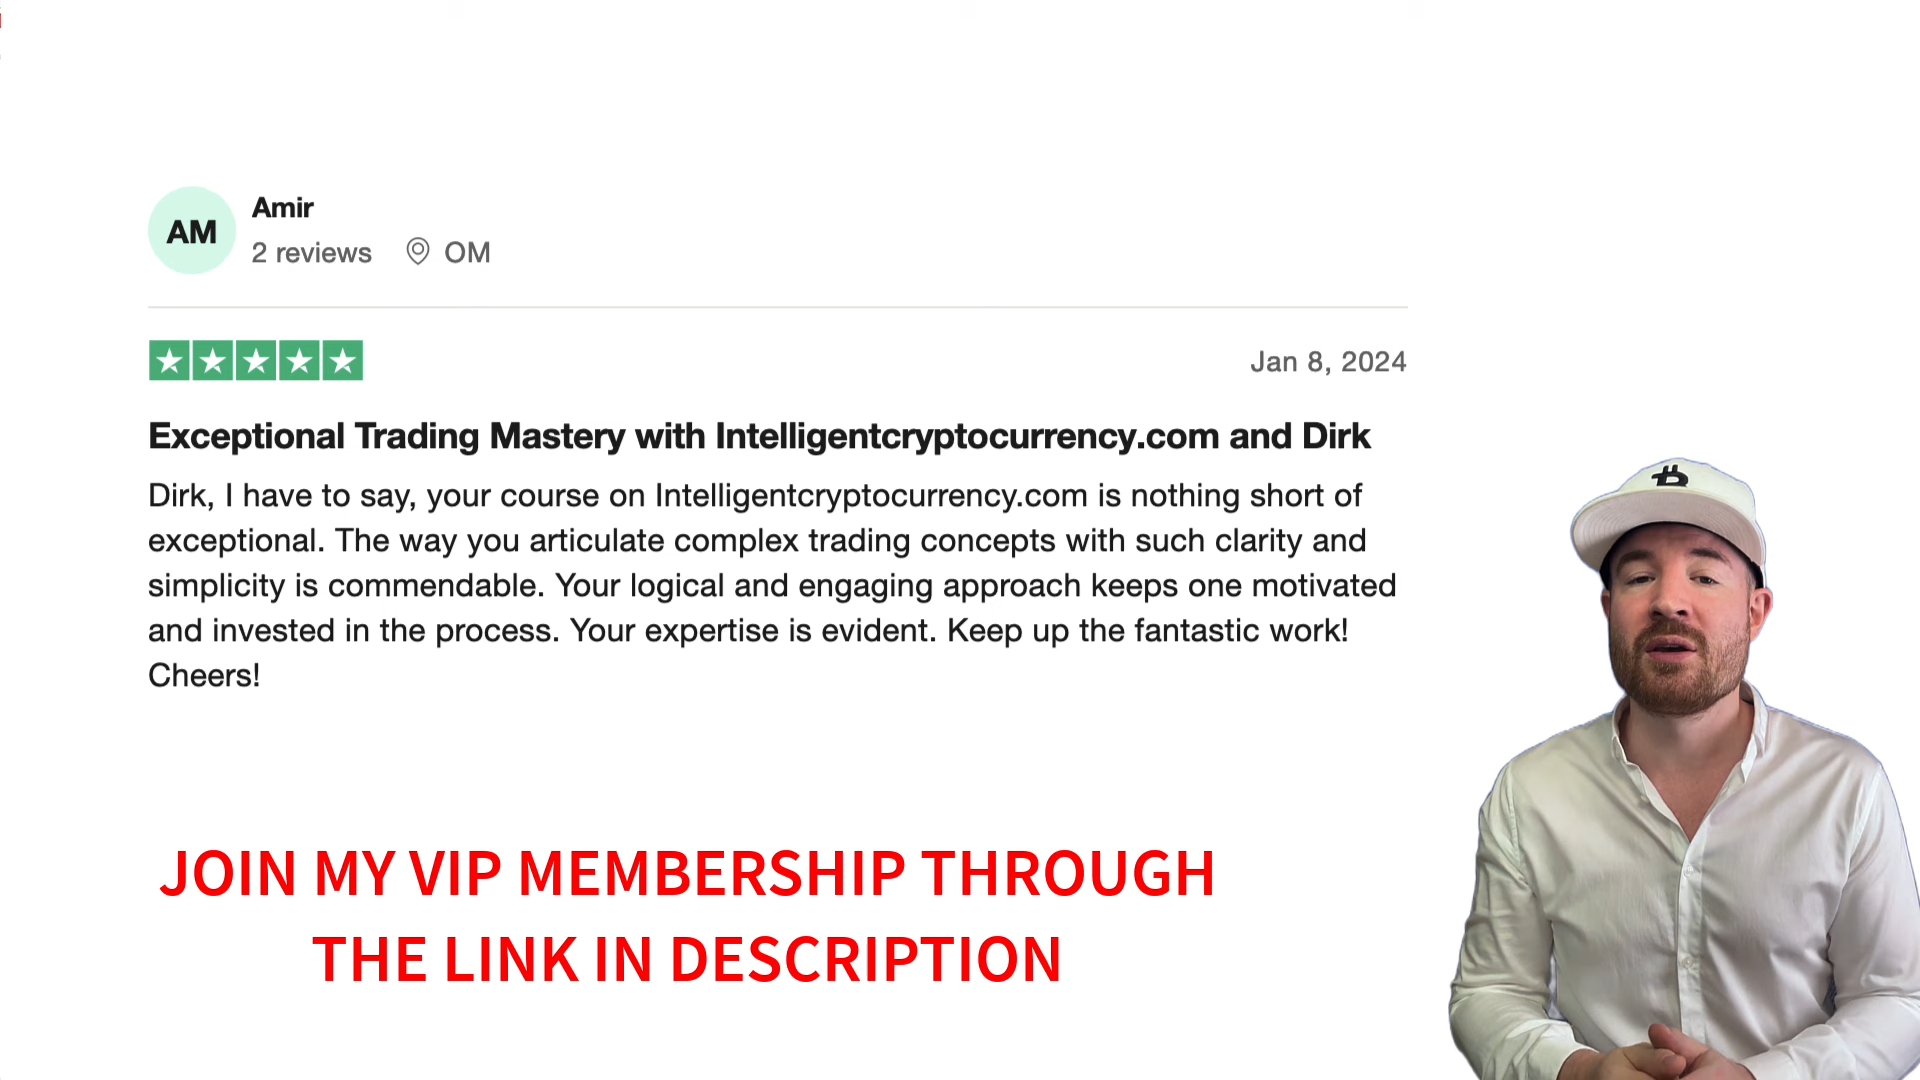 AM
Amir
2 reviews OM
Jan 8, 2024
Exceptional Trading Mastery with Intelligentcryptocurrency.com and Dirk
Dirk, I have to say, your course on Intelligentcryptocurrency.com is nothing short of
exceptional. The way you articulate complex trading concepts with such clarity and
simplicity is commendable. Your logical and engaging approach keeps one motivated
and invested in the process. Your expertise is evident. Keep up the fantastic work!
Cheers!
JOIN MY VIP MEMBERSHIP THROUGH
THE LINK IN DESCRIPTION